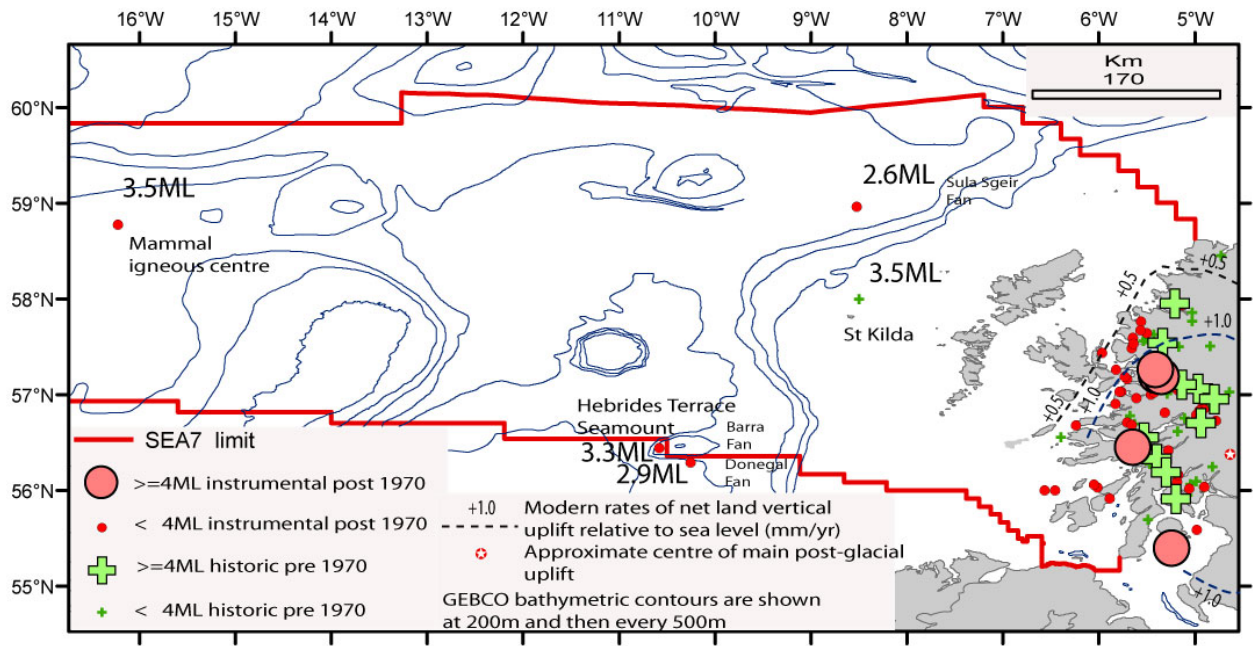 16°W 14°W 13°W 12°W 11°W 10°W 9°W 8°W 7°W 6°W 5°W
Km
170
60°N
59°N
58°N
57°N
56°N
55°N
3.5ML
Mammal
igneous centre
2.6ML
Sula Sgeir
Fan
3.5ML
St Kilda
+0.5
+0.5
+1.0
+0.5
+1.0
+1.0
Hebrides Terrace
Seamount
Barra
Fan
3.3ML
2.9ML
Donegal
Fan
SEA7 limit
>=4ML instrumental post 1970
< 4ML instrumental post 1970
>=4ML historic pre 1970
< 4ML historic pre 1970
+1.0 Modern rates of net land vertical
uplift relative to sea level (mm/yr)
Approximate centre of main post-glacial
uplift
GEBCO bathymetric contours are shown
at 200m and then every 500m